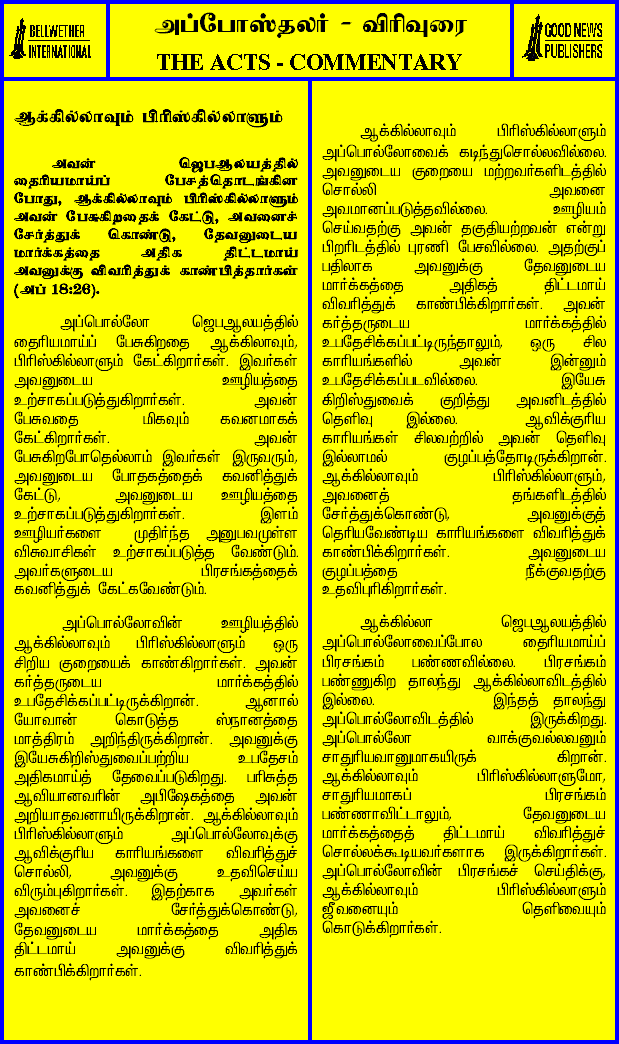 BELLWETHER
INTERNATIONAL
அப்போஸ்தலர் - விரிவுரை
THE ACTS - COMMENTARY
GOOD NEWS
PUBLISHERS
ஆக்கில்லாவும் பிரிஸ்கில்லாளும்
அவன் ஜெபஆலயத்தில்
தைரியமாய்ப் பேசத்தொடங்கின
போது, ஆக்கில்லாவும் பிரிஸ்கில்லாளும்
அவன் பேசுகிறதைக் கேட்டு, அவனைச்
சேர்த்துக் கொண்டு, தேவனுடைய
மார்க்கத்தை அதிக திட்டமாய்
அவனுக்கு விவரித்துக் காண்பித்தார்கள்
(அப் 18:26).
அப்பொல்லோ ஜெபஆலயத்தில்
தைரியமாய்ப் பேசுகிறதை ஆக்கிலாவும்,
பிரிஸ்கில்லாளும் கேட்கிறார்கள். இவர்கள்
அவனுடைய ஊழியத்தை
உற்சாகப்படுத்துகிறார்கள். அவன்
பேசுவதை மிகவும் கவனமாகக்
கேட்கிறார்கள். அவன்
பேசுகிறபோதெல்லாம் இவர்கள் இருவரும்,
அவனுடைய போதகத்தைக் கவனித்துக்
கேட்டு, அவனுடைய ஊழியத்தை
உற்சாகப்படுத்துகிறார்கள். இளம்
ஊழியர்களை முதிர்ந்த அனுபவமுள்ள
விசுவாசிகள் உற்சாகப்படுத்த வேண்டும்.
அவர்களுடைய பிரசங்கத்தைக்
கவனித்துக் கேட்கவேண்டும்.
அப்பொல்லோவின் ஊழியத்தில்
ஆக்கில்லாவும் பிரிஸ்கில்லாளும் ஒரு
சிறிய குறையைக் காண்கிறார்கள். அவன்
கர்த்தருடைய மார்க்கத்தில்
உபதேசிக்கப்பட்டிருக்கிறான். ஆனால்
யோவான் கொடுத்த ஸ்நானத்தை
மாத்திரம் அறிந்திருக்கிறான். அவனுக்கு
இயேசுகிறிஸ்துவைப்பற்றிய உபதேசம்
அதிகமாய்த் தேவைப்படுகிறது. பரிசுத்த
ஆவியானவரின் அபிஷேகத்தை அவன்
அறியாதவனாயிருக்கிறான். ஆக்கில்லாவும்
பிரிஸ்கில்லாளும் அப்பொல்லோவுக்கு
ஆவிக்குரிய காரியங்களை விவரித்துச்
சொல்லி, அவனுக்கு உதவிசெய்ய
விரும்புகிறார்கள். இதற்காக அவர்கள்
அவனைச் சேர்த்துக்கொண்டு,
தேவனுடைய மார்க்கத்தை அதிக
திட்டமாய் அவனுக்கு விவரித்துக்
காண்பிக்கிறார்கள்.
ஆக்கில்லாவும் பிரிஸ்கில்லாளும்
அப்பொல்லோவைக் கடிந்துசொல்லவில்லை.
அவனுடைய குறையை மற்றவர்களிடத்தில்
சொல்லி அவனை
அவமானப்படுத்தவில்லை. ஊழியம்
செய்வதற்கு அவன் தகுதியற்றவன் என்று
பிறரிடத்தில் புரணி பேசவில்லை. அதற்குப்
பதிலாக அவனுக்கு தேவனுடைய
மார்க்கத்தை அதிகத் திட்டமாய்
விவரித்துக் காண்பிக்கிறார்கள். அவன்
கர்த்தருடைய மார்க்கத்தில்
உபதேசிக்கப்பட்டிருந்தாலும், ஒரு சில
காரியங்களில் அவன் இன்னும்
உபதேசிக்கப்படவில்லை. இயேசு
கிறிஸ்துவைக் குறித்து அவனிடத்தில்
தெளிவு இல்லை. ஆவிக்குரிய
காரியங்கள் சிலவற்றில் அவன் தெளிவு
இல்லாமல் குழப்பத்தோடிருக்கிறான்.
ஆக்கில்லாவும் பிரிஸ்கில்லாளும்,
அவனைத் தங்களிடத்தில்
சேர்த்துக்கொண்டு, அவனுக்குத்
தெரியவேண்டிய காரியங்களை விவரித்துக்
காண்பிக்கிறார்கள். அவனுடைய
குழப்பத்தை நீக்குவதற்கு
உதவிபுரிகிறார்கள்.
ஆக்கில்லா ஜெபஆலயத்தில்
அப்பொல்லோவைப்போல தைரியமாய்ப்
பிரசங்கம் பண்ணவில்லை. பிரசங்கம்
பண்ணுகிற தாலந்து ஆக்கில்லாவிடத்தில்
இல்லை. இந்தத் தாலந்து
அப்பொல்லோவிடத்தில் இருக்கிறது.
அப்பொல்லோ வாக்குவல்லவனும்
சாதுரியவானுமாகயிருக் கிறான்.
ஆக்கில்லாவும் பிரிஸ்கில்லாளுமோ,
சாதுரியமாகப் பிரசங்கம்
பண்ணாவிட்டாலும், தேவனுடைய
மார்க்கத்தைத் திட்டமாய் விவரித்துச்
சொல்லக்கூடியவர்களாக இருக்கிறார்கள்.
அப்பொல்லோவின் பிரசங்கச் செய்திக்கு,
ஆக்கில்லாவும் பிரிஸ்கில்லாளும்
ஜீவனையும் தெளிவையும்
கொடுக்கிறார்கள்.